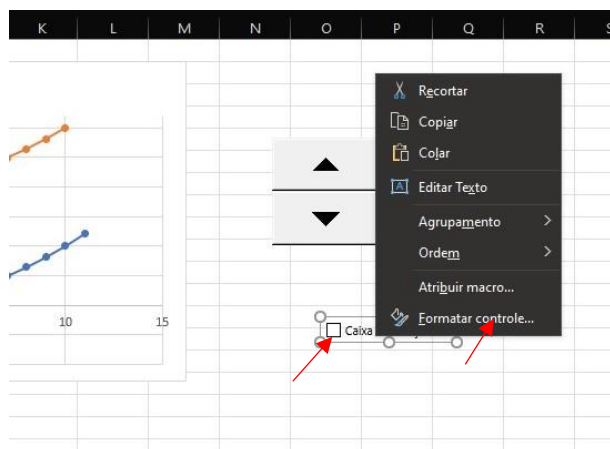 K L M N O P Q R
Recortar
Copiar
Colar
Editar Texto
Agrupamento
Ordem
Atribuir macro...
Formatar controle...
10 15
Caixa